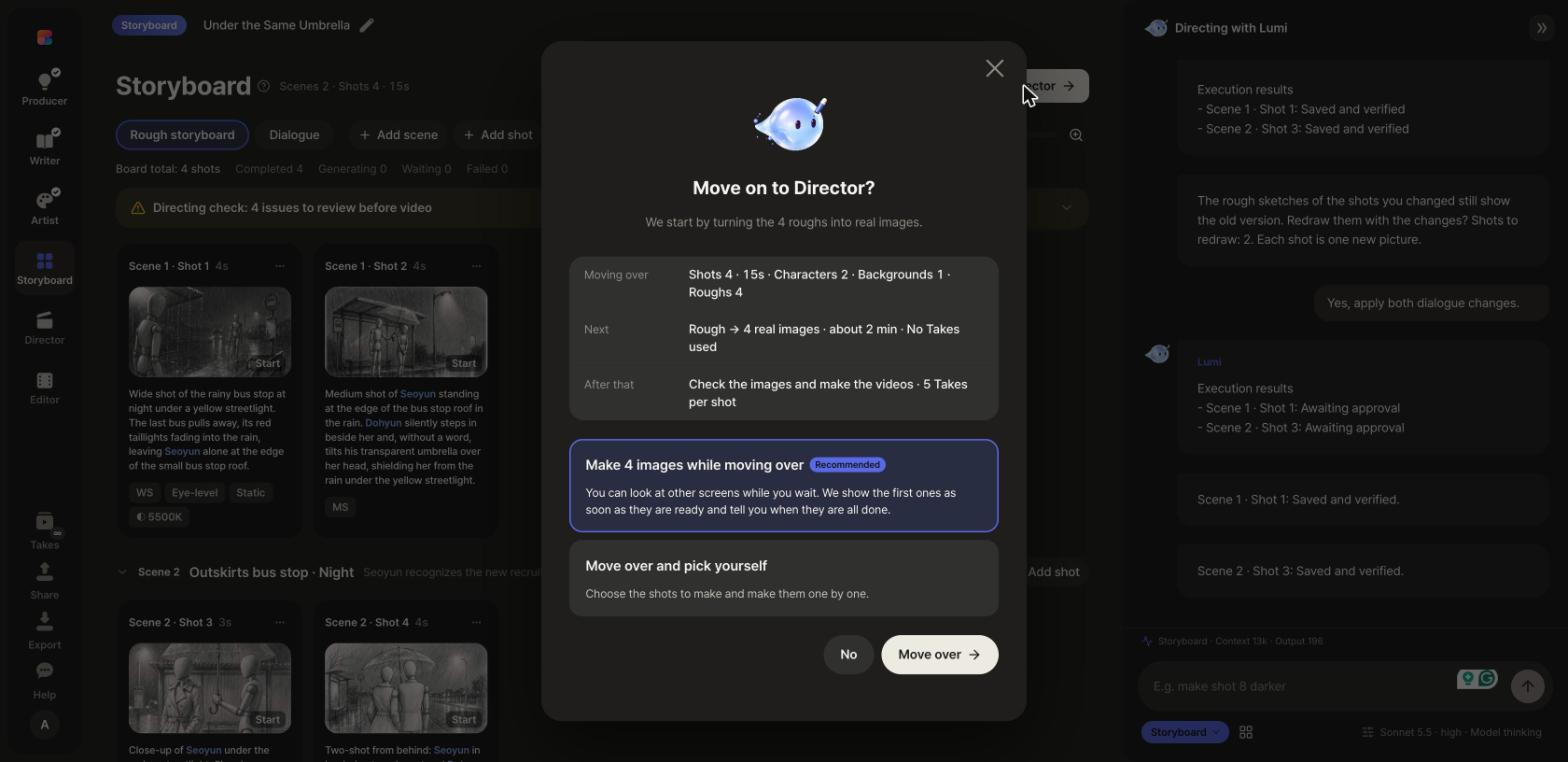 Storyboard
Under the Same Umbrella
Directing with Lumi
Producer
Writer
Artist
Storyboard
Director
Editor
Takes
Share
Export
Help
A
Storyboard
Scenes 2 · Shots 4 · 15s
ector →
Rough storyboard
Dialogue
+ Add scene
+ Add shot
Board total: 4 shots
Completed 4
Generating 0
Waiting 0
Failed 0
Directing check: 4 issues to review before video
Scene 1 · Shot 1 4s
Start
Wide shot of the rainy bus stop at
night under a yellow streetlight.
The last bus pulls away, its red
taillights fading into the rain,
leaving Seoyun alone at the edge
of the small bus stop roof.
WS
Eye-level
Static
5500K
Scene 1 · Shot 2 4s
Start
Medium shot of Seoyun standing
at the edge of the bus stop roof in
the rain. Dohyun silently steps in
beside her and, without a word,
tilts his transparent umbrella over
her head, shielding her from the
rain under the yellow streetlight.
MS
Scene 2
Outskirts bus stop · Night
Seoyun recognizes the new recrui
Add shot
Scene 2 · Shot 3 3s
Start
Close-up of Seoyun under the
Scene 2 · Shot 4 4s
Start
Two-shot from behind: Seoyun in
Move on to Director?
We start by turning the 4 roughs into real images.
Moving over
Shots 4 · 15s · Characters 2 · Backgrounds 1 ·
Roughs 4
Next
Rough → 4 real images · about 2 min · No Takes
used
After that
Check the images and make the videos · 5 Takes
per shot
Make 4 images while moving over
Recommended
You can look at other screens while you wait. We show the first ones as
soon as they are ready and tell you when they are all done.
Move over and pick yourself
Choose the shots to make and make them one by one.
No
Move over →
Execution results
- Scene 1 · Shot 1: Saved and verified
- Scene 2 · Shot 3: Saved and verified
The rough sketches of the shots you changed still show
the old version. Redraw them with the changes? Shots to
redraw: 2. Each shot is one new picture.
Yes, apply both dialogue changes.
Lumi
Execution results
- Scene 1 · Shot 1: Awaiting approval
- Scene 2 · Shot 3: Awaiting approval
Scene 1 · Shot 1: Saved and verified.
Scene 2 · Shot 3: Saved and verified.
Storyboard · Context 13k · Output 196
E.g. make shot 8 darker
Storyboard
Sonnet 5.5 · high · Model thinking